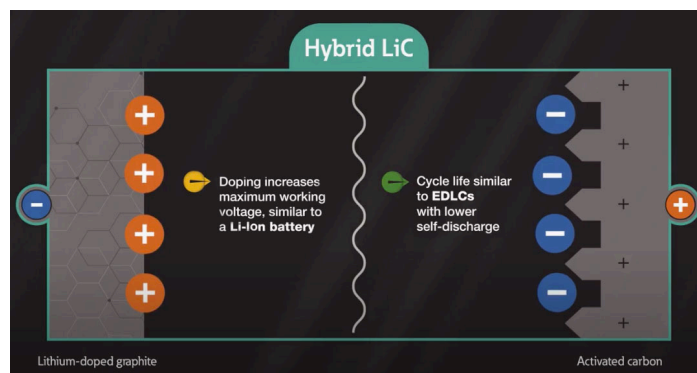 Hybrid LiC
Doping increases
maximum working
voltage, similar to
a Li-Ion battery
Cycle life similar
to EDLCs
with lower
self-discharge
Lithium-doped graphite
Activated carbon